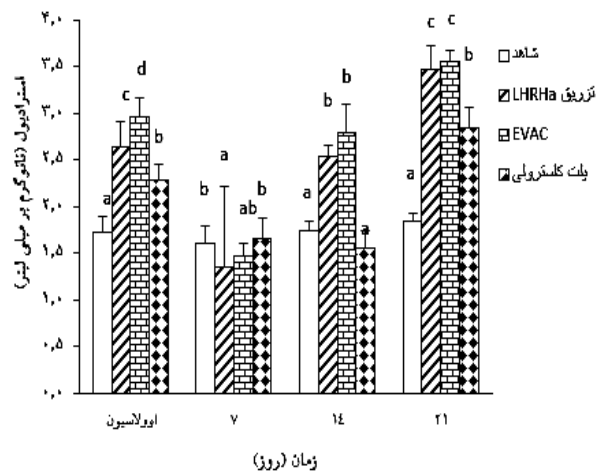 استرادیول (نانوگرم بر میلی لیتر)
۴,۰
۳,۵
۳,۰
۲,۵
۲,۰
۱,۵
۱,۰
۰,۵
۰,۰
a c d b
b a ab b
a b b a
a c c b
اوولاسیون ۷ ۱٤ ۲۱
زمان (روز)
شاهد
تزریق LHRHa
EVAC
پلت کلسترولی